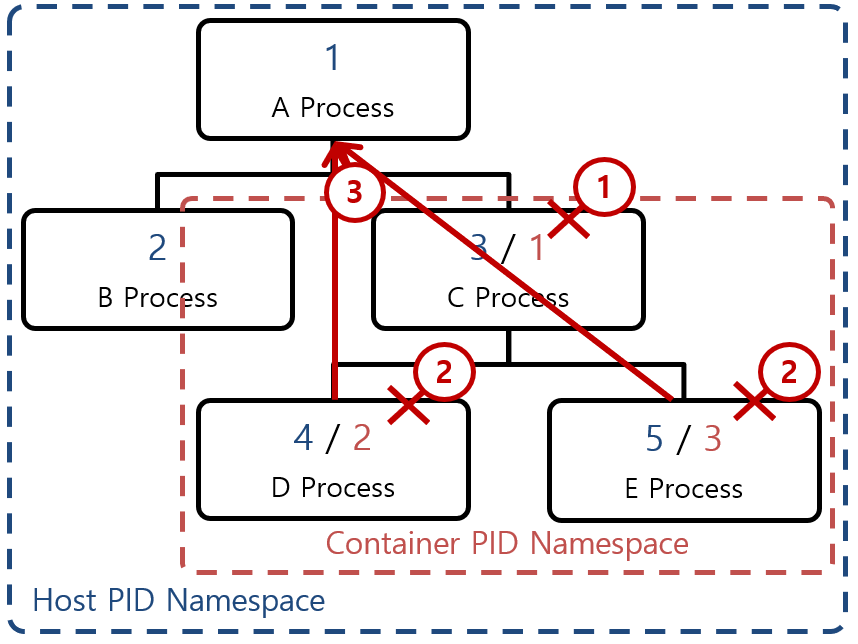 1
A Process
3
1
2
B Process
3 / 1
C Process
2
2
4 / 2
D Process
5 / 3
E Process
Container PID Namespace
Host PID Namespace